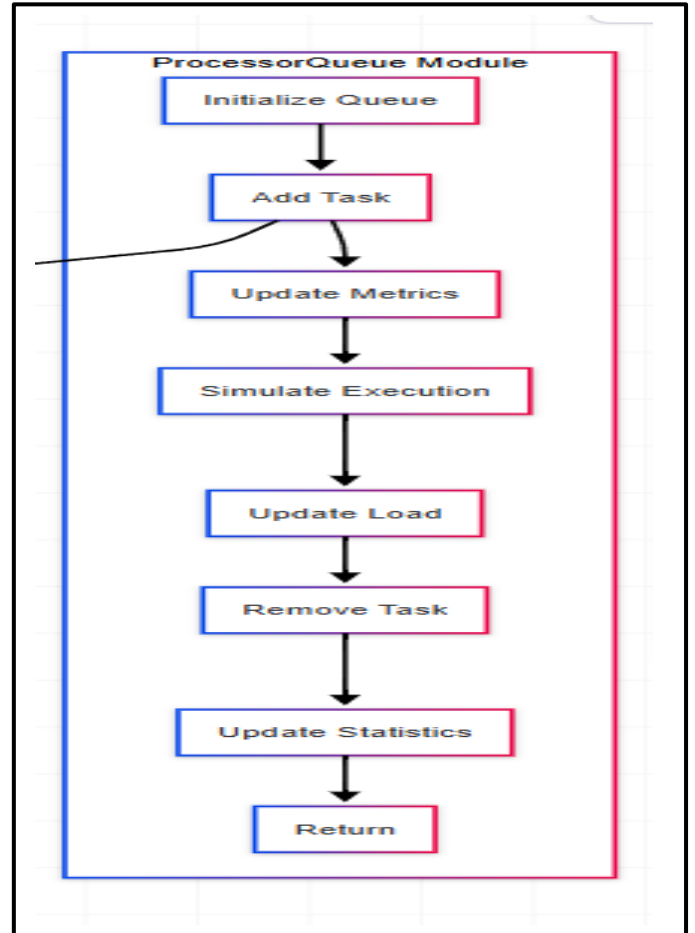 ProcessorQueue Module
Initialize Queue
Add Task
Update Metrics
Simulate Execution
Update Load
Remove Task
Update Statistics
Return